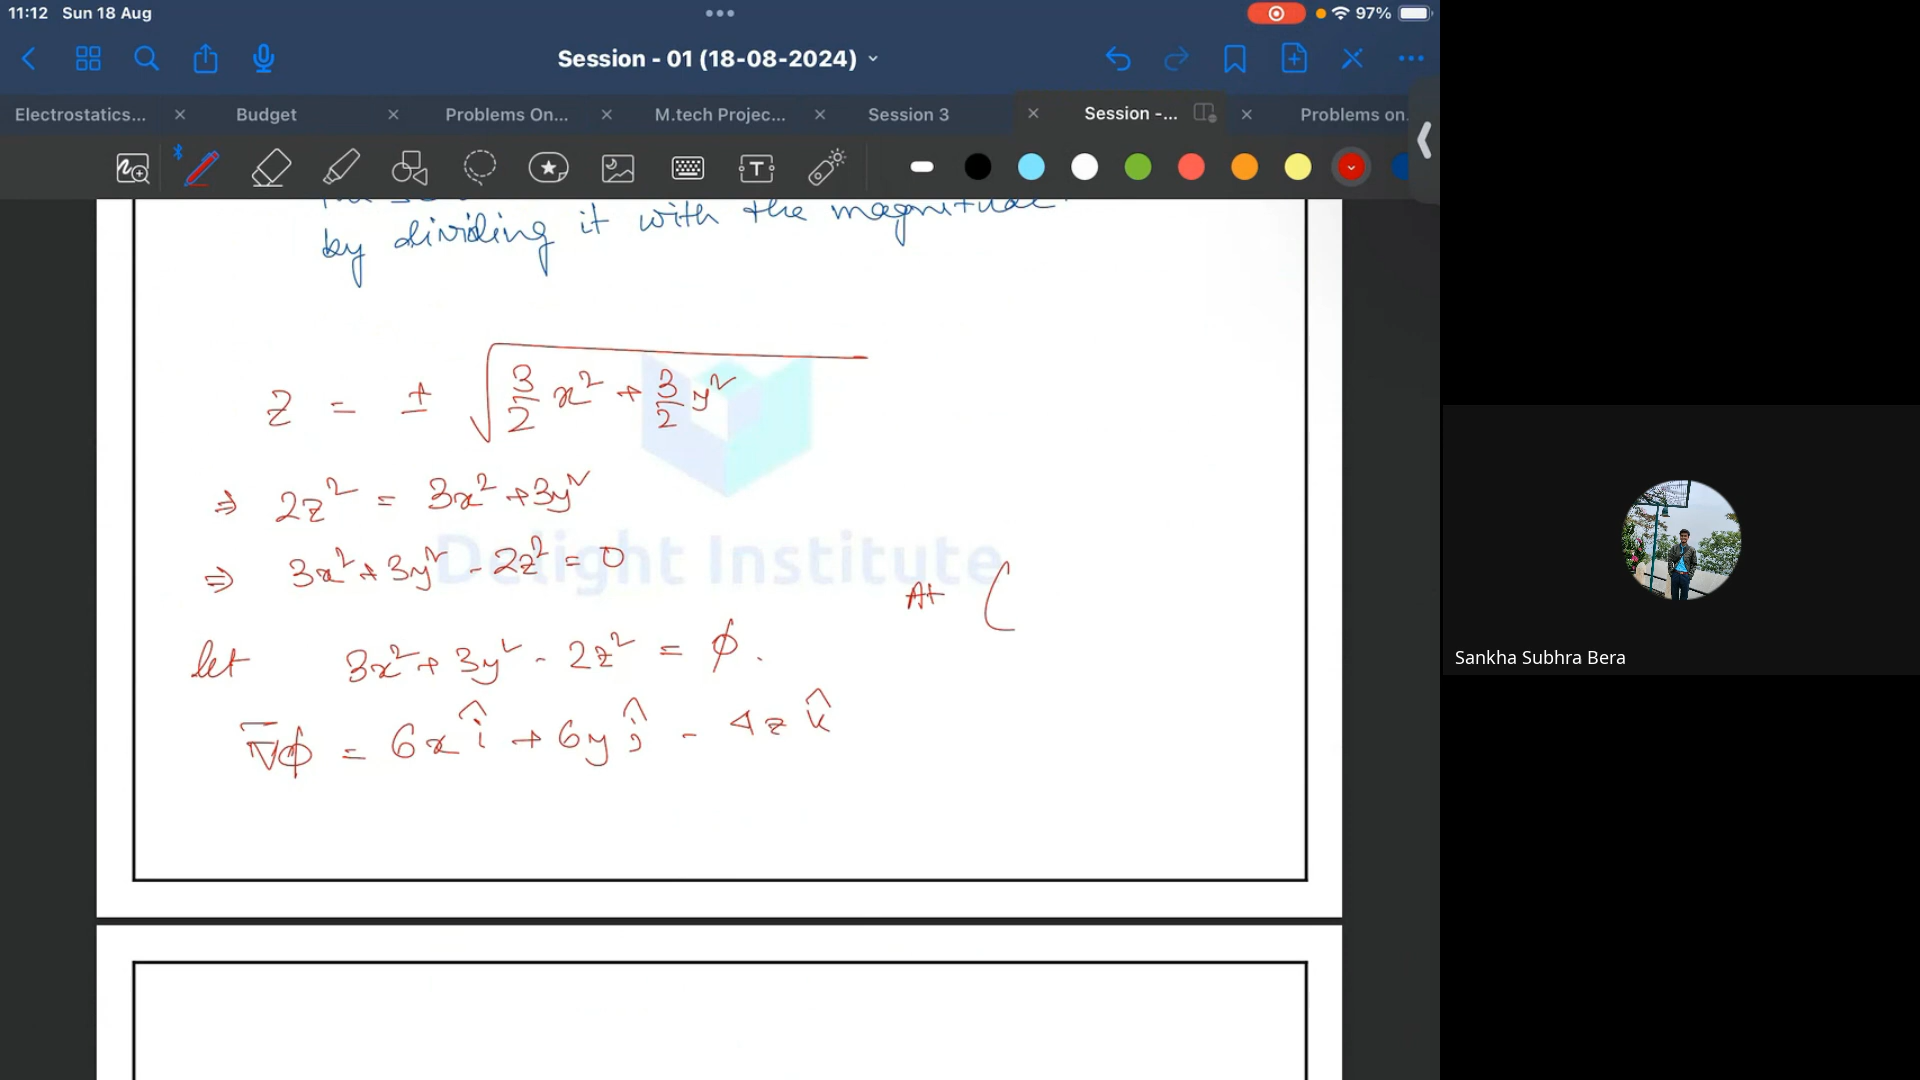 11:12 Sun 18 Aug
97%
Session - 01 (18-08-2024)
Electrostatics...
Budget
Problems On...
M.tech Projec...
Session 3
Session -...
Problems on.
by dividing it with the magnitude.
z = ± √(3/2 x² + 3/2 y²)
⇒ 2z² = 3x² + 3y²
⇒ 3x² + 3y² - 2z² = 0
Delight Institute
At (
let 3x² + 3y² - 2z² = ϕ.
∇̄ϕ = 6x î + 6y ĵ - 4z k̂
Sankha Subhra Bera